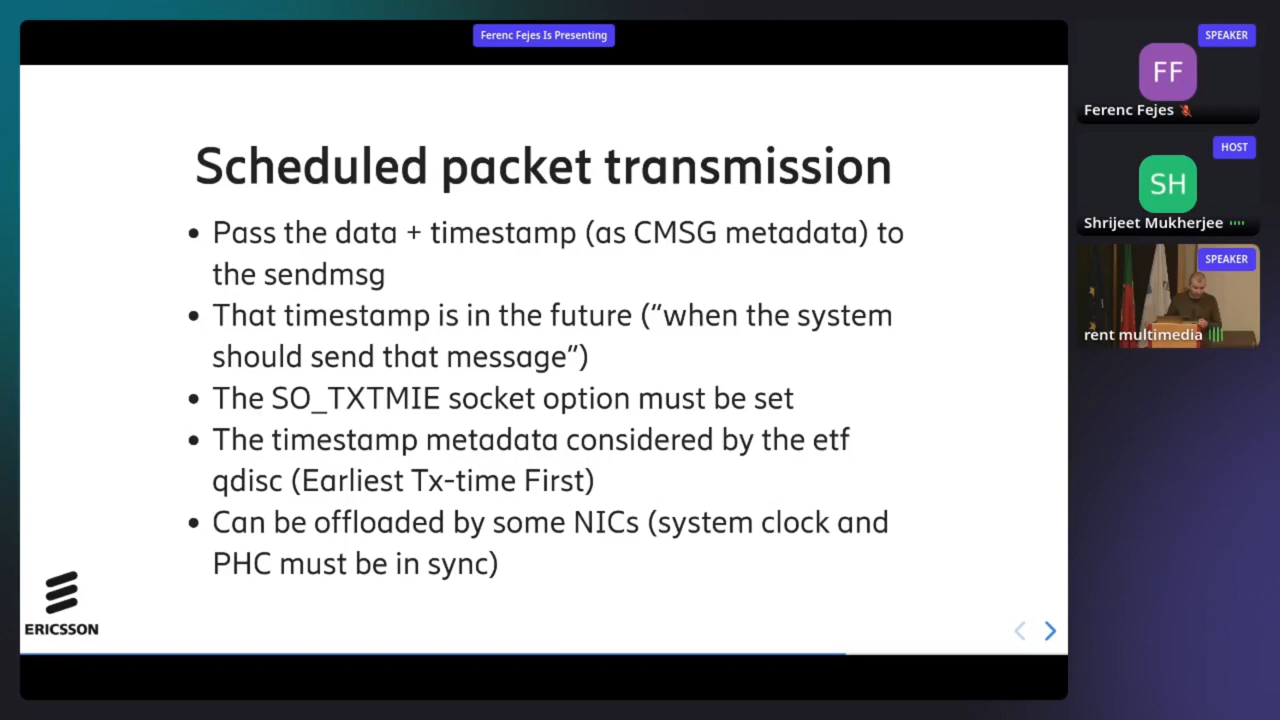 Ferenc Fejes Is Presenting
Scheduled packet transmission
• Pass the data + timestamp (as CMSG metadata) to
the sendmsg
• That timestamp is in the future (”when the system
should send that message”)
• The SO_TXTMIE socket option must be set
• The timestamp metadata considered by the etf
qdisc (Earliest Tx-time First)
• Can be offloaded by some NICs (system clock and
PHC must be in sync)
ERICSSON
SPEAKER
FF
Ferenc Fejes
HOST
SH
Shrijeet Mukherjee
SPEAKER
rent multimedia